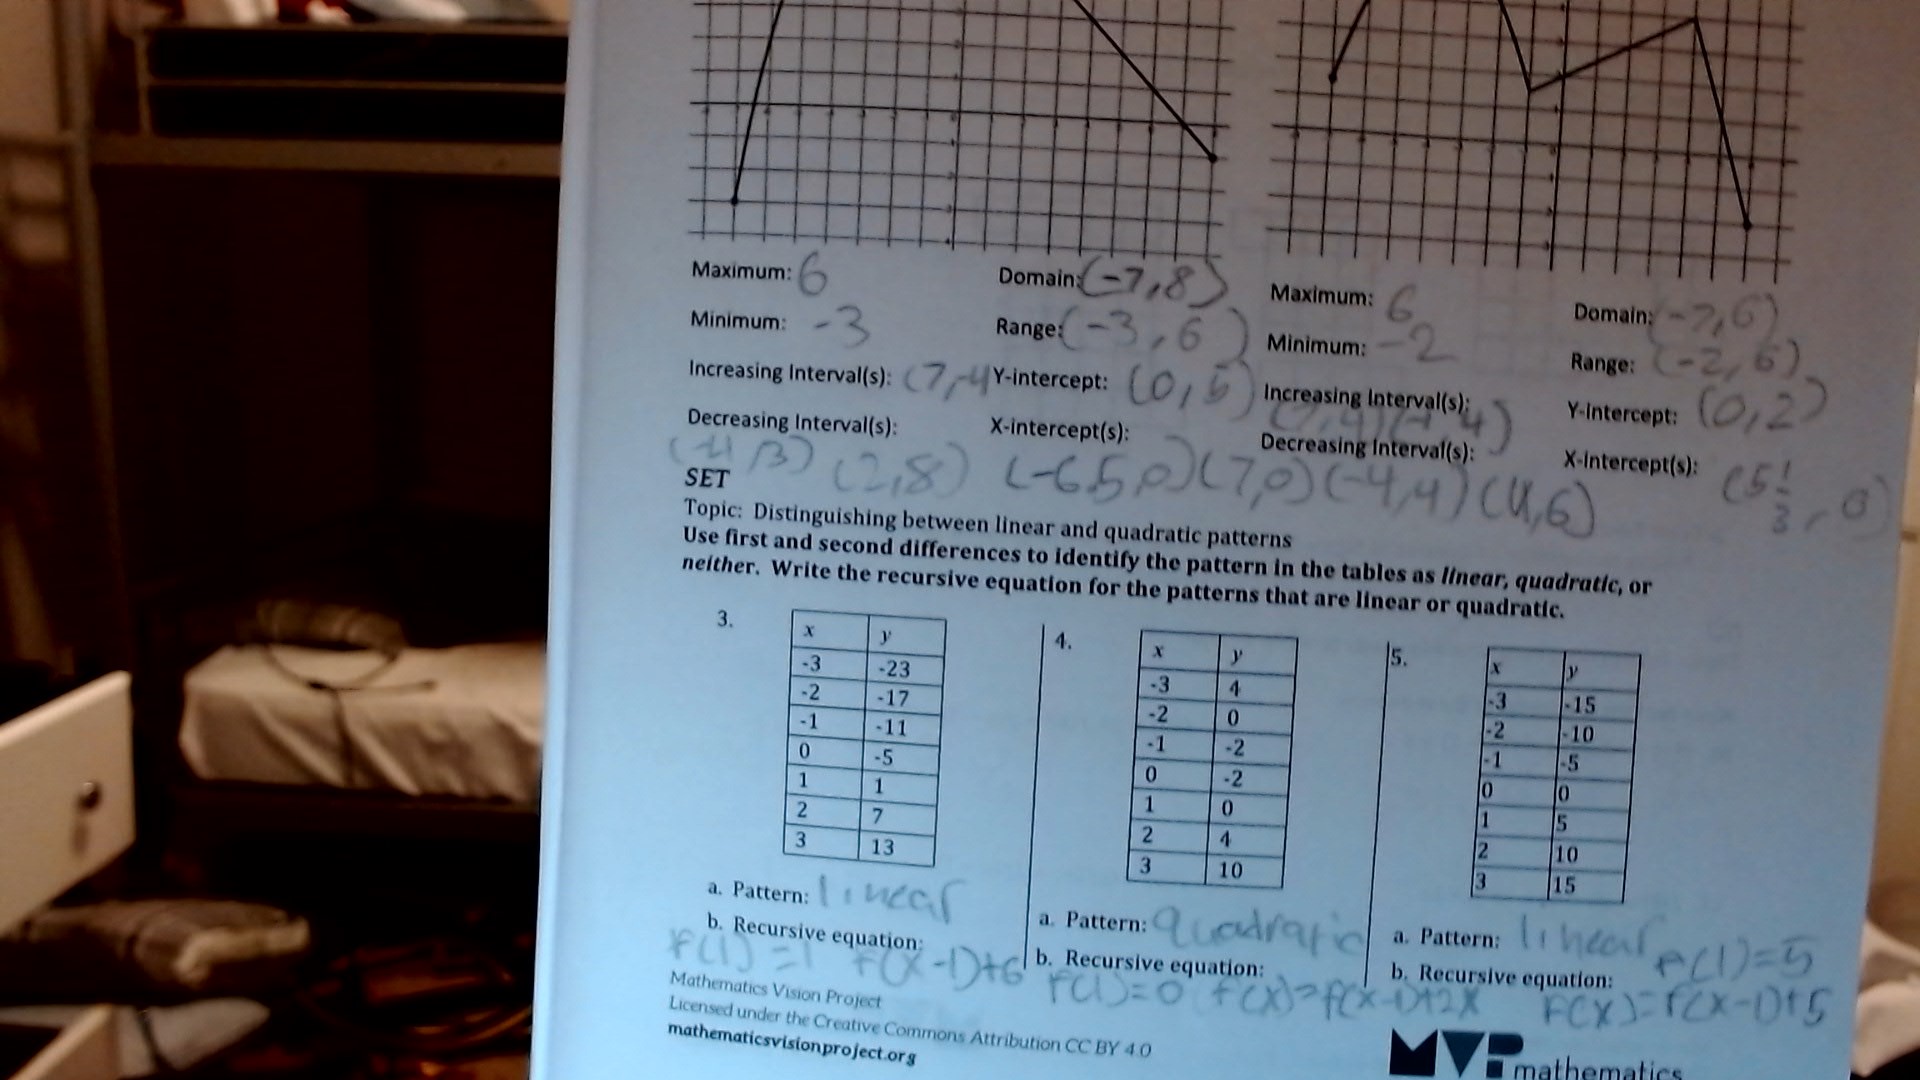 Maximum: 6 Domain: (-7,8)
Minimum: -3 Range: (-3,6)
Increasing Interval(s): (7,-4 Y-intercept: (0,5)
Decreasing Interval(s): X-intercept(s):
(2,8) (-6.5,0) (7,0)
Maximum: 6 Domain: (-7,6)
Minimum: -2 Range: (-2,6)
Increasing Interval(s): Y-intercept: (0,2)
Decreasing Interval(s): X-intercept(s): (5 1/3, 0)
(-4,4) (4,6)
SET
Topic: Distinguishing between linear and quadratic patterns
Use first and second differences to identify the pattern in the tables as linear, quadratic, or
neither. Write the recursive equation for the patterns that are linear or quadratic.
3.
x y
-3 -23
-2 -17
-1 -11
0 -5
1 1
2 7
3 13
a. Pattern: linear
b. Recursive equation:
f(1)=1 f(x-1)+6
4.
x y
-3 4
-2 0
-1 -2
0 -2
1 0
2 4
3 10
a. Pattern: quadratic
b. Recursive equation:
f(1)=0 f(x)=f(x-1)+2x
5.
x y
-3 -15
-2 -10
-1 -5
0 0
1 5
2 10
3 15
a. Pattern: linear f(1)=5
b. Recursive equation:
f(x)=f(x-1)+5
Mathematics Vision Project
Licensed under the Creative Commons Attribution CC BY 4.0
mathematicsvisionproject.org
MVP mathematics